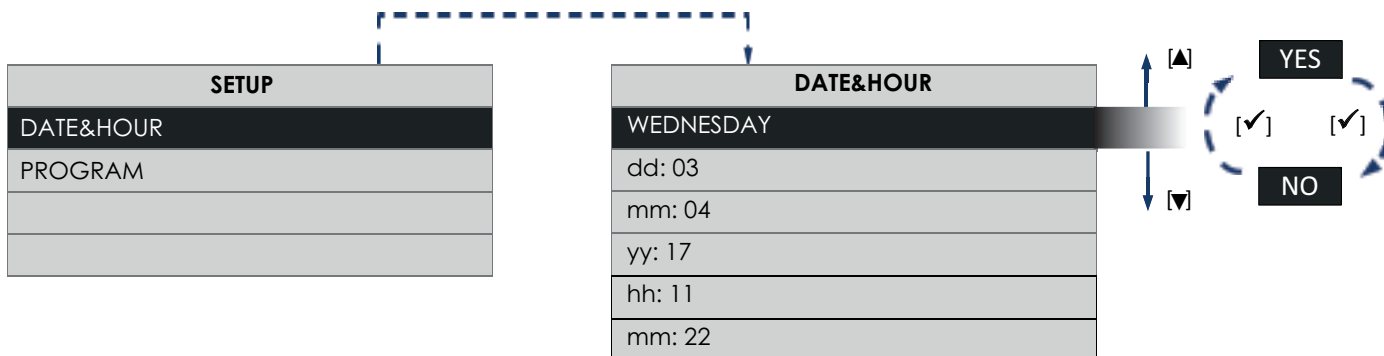 SETUP
DATE&HOUR
PROGRAM
DATE&HOUR
WEDNESDAY
dd: 03
mm: 04
yy: 17
hh: 11
mm: 22
[▲]
[▼]
YES
[✓] [✓]
NO